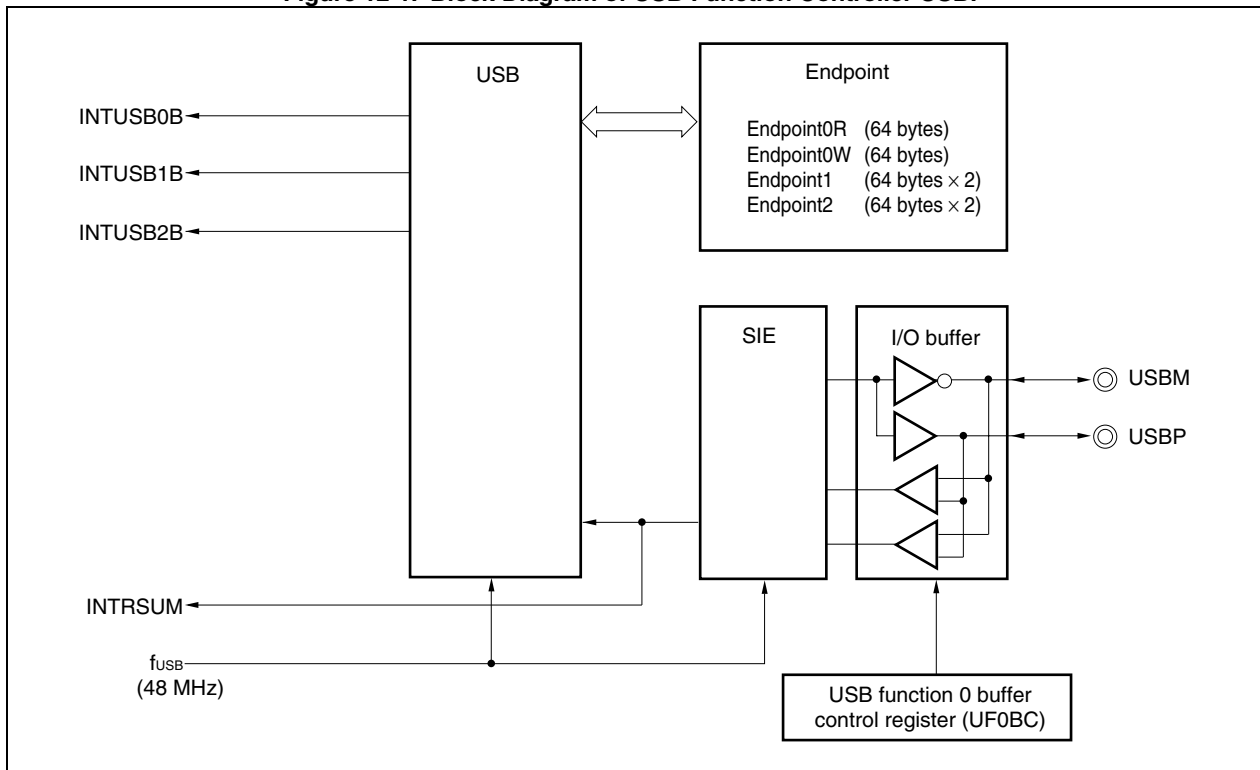 USB
INTUSB0B
INTUSB1B
INTUSB2B
Endpoint
Endpoint0R (64 bytes)
Endpoint0W (64 bytes)
Endpoint1 (64 bytes × 2)
Endpoint2 (64 bytes × 2)
SIE
I/O buffer
USBM
USBP
INTRSUM
fUSB
(48 MHz)
USB function 0 buffer
control register (UF0BC)